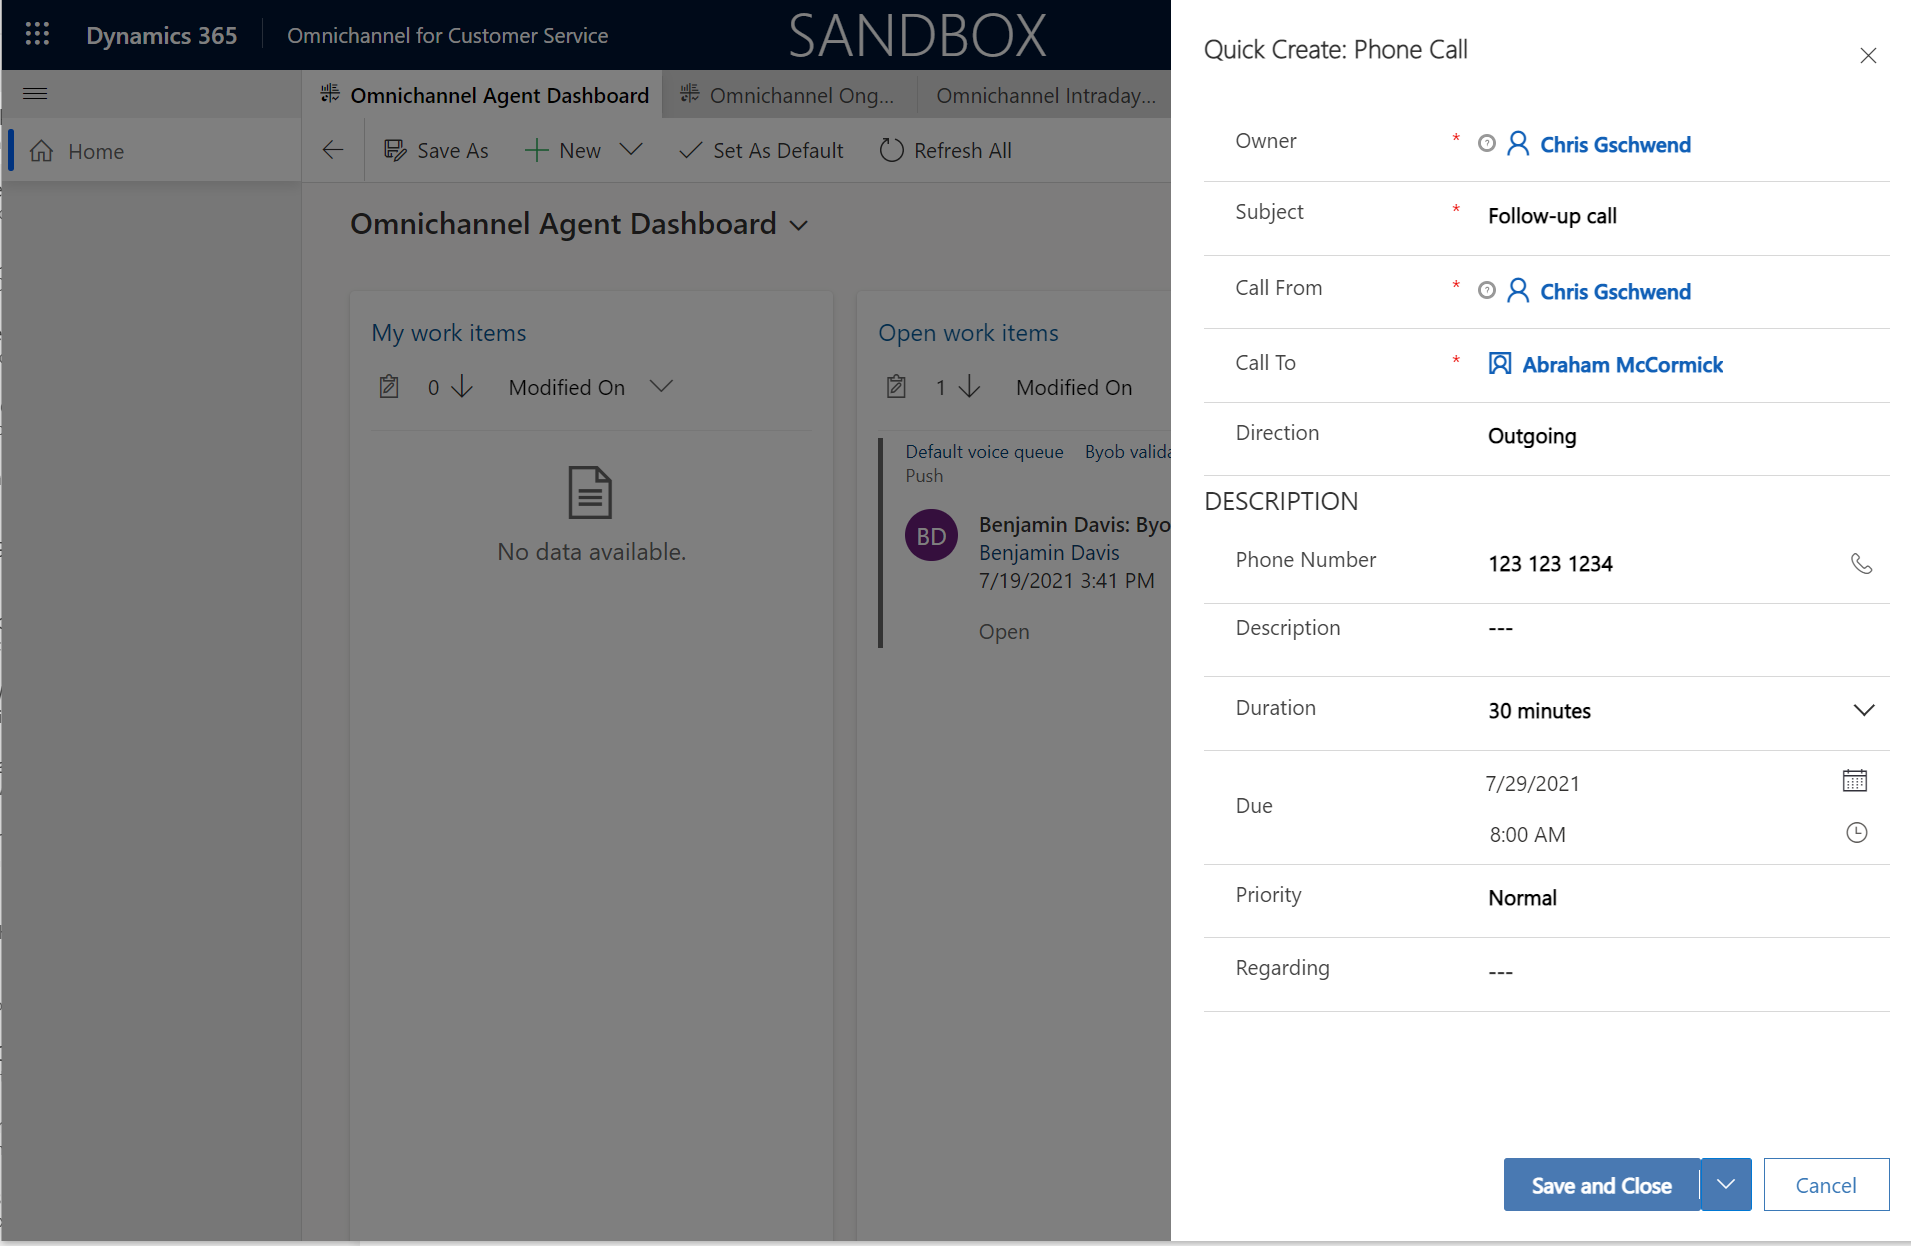 Dynamics 365
Omnichannel for Customer Service
SANDBOX
Omnichannel Agent Dashboard
Omnichannel Ong...
Omnichannel Intraday...
Home
Save As
New
Set As Default
Refresh All
Omnichannel Agent Dashboard
My work items
0
Modified On
No data available.
Open work items
1
Modified On
Default voice queue
Byob valida
Push
BD
Benjamin Davis: Byo
Benjamin Davis
7/19/2021 3:41 PM
Open
Quick Create: Phone Call
Owner * Chris Gschwend
Subject * Follow-up call
Call From * Chris Gschwend
Call To * Abraham McCormick
Direction Outgoing
DESCRIPTION
Phone Number 123 123 1234
Description ---
Duration 30 minutes
Due
7/29/2021
8:00 AM
Priority Normal
Regarding ---
Save and Close
Cancel